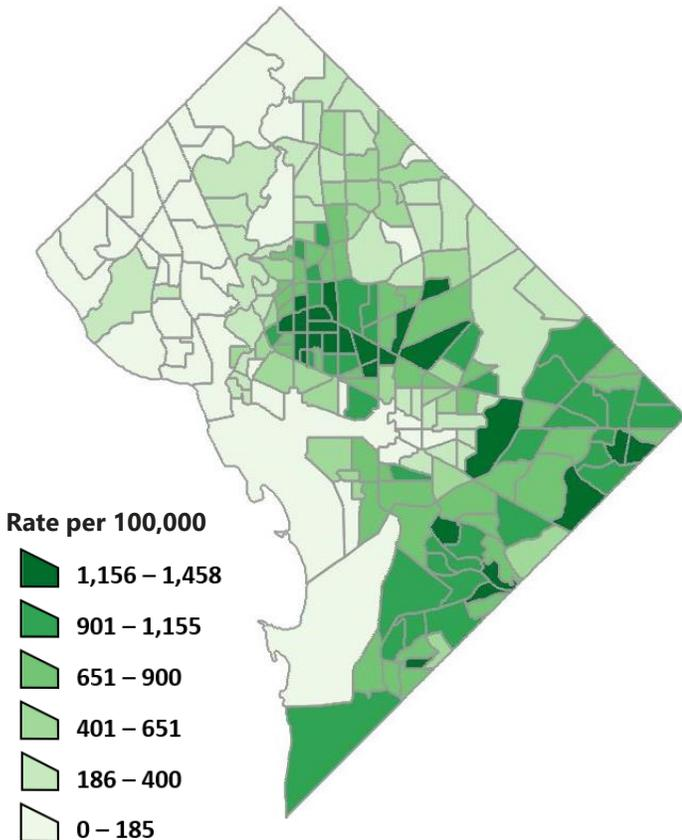 Rate per 100,000
1,156 – 1,458
901 – 1,155
651 – 900
401 – 651
186 – 400
0 – 185